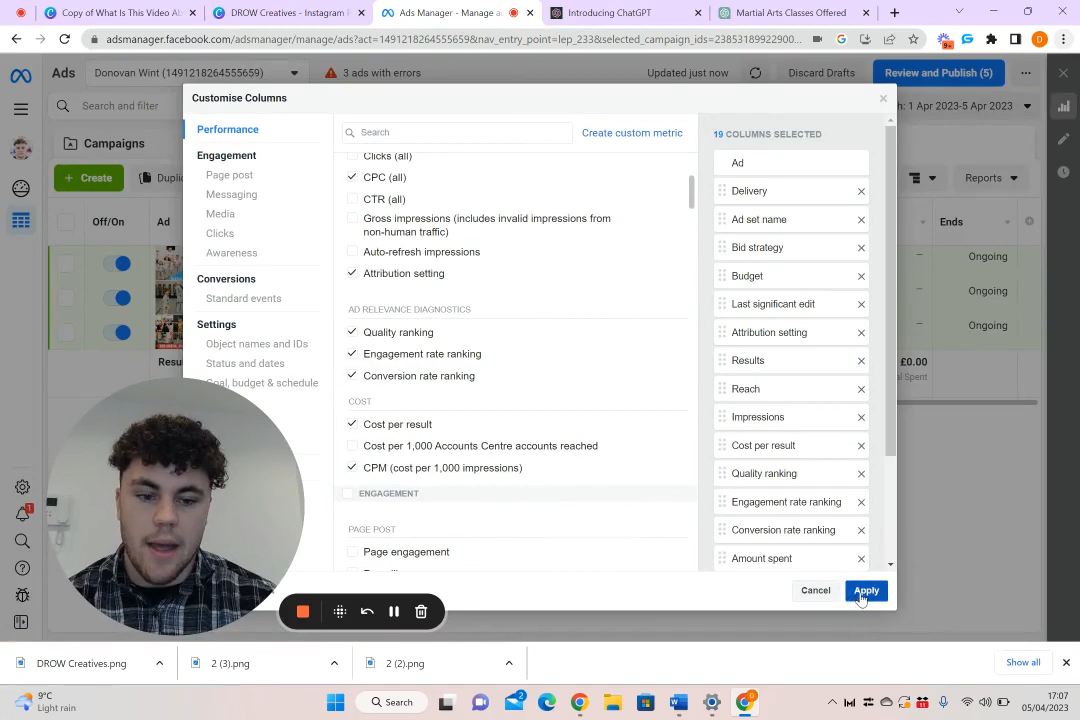 Copy of What Is This Video Ab
DROW Creatives - Instagram P
Ads Manager - Manage a
Introducing ChatGPT
Martial Arts Classes Offered
adsmanager.facebook.com/adsmanager/manage/ads?act=1491218264555659&nav_entry_point=lep_233&selected_campaign_ids=23853189922900...
9+
D
Ads
Donovan Wint (1491218264555659)
3 ads with errors
Updated just now
Discard Drafts
Review and Publish (5)
Search and filter
h: 1 Apr 2023-5 Apr 2023
Campaigns
+ Create
Duplic
Reports
Off/On
Ad
Ends
Ongoing
Ongoing
Ongoing
Resu
£0.00
al Spent
Customise Columns
Performance
Engagement
Page post
Messaging
Media
Clicks
Awareness
Conversions
Standard events
Settings
Object names and IDs
Status and dates
Goal, budget & schedule
Search
Create custom metric
Clicks (all)
CPC (all)
CTR (all)
Gross impressions (includes invalid impressions from
non-human traffic)
Auto-refresh impressions
Attribution setting
AD RELEVANCE DIAGNOSTICS
Quality ranking
Engagement rate ranking
Conversion rate ranking
COST
Cost per result
Cost per 1,000 Accounts Centre accounts reached
CPM (cost per 1,000 impressions)
ENGAGEMENT
PAGE POST
Page engagement
19 COLUMNS SELECTED
Ad
Delivery
Ad set name
Bid strategy
Budget
Last significant edit
Attribution setting
Results
Reach
Impressions
Cost per result
Quality ranking
Engagement rate ranking
Conversion rate ranking
Amount spent
Cancel
Apply
1
DROW Creatives.png
2 (3).png
2 (2).png
Show all
9°C
Light rain
Search
2
8
17:07
05/04/2023